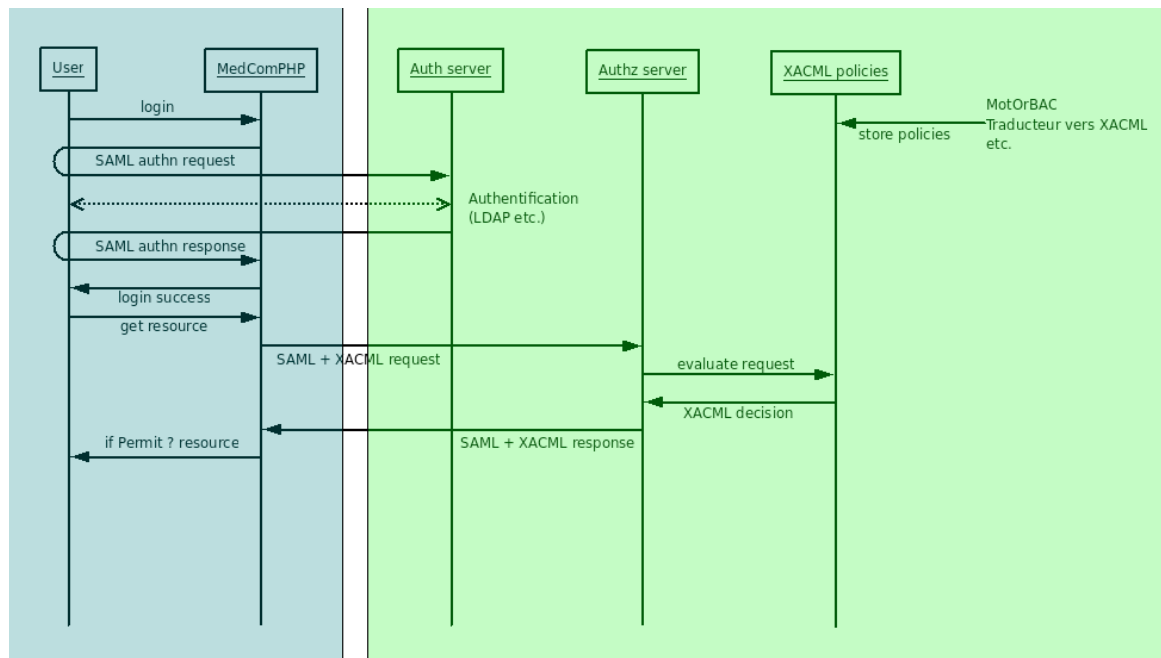 User
MedComPHP
Auth server
Authz server
XACML policies
login
MotOrBAC
Traducteur vers XACML
etc.
store policies
SAML authn request
Authentification
(LDAP etc.)
SAML authn response
login success
get resource
SAML + XACML request
evaluate request
XACML decision
SAML + XACML response
if Permit ? resource